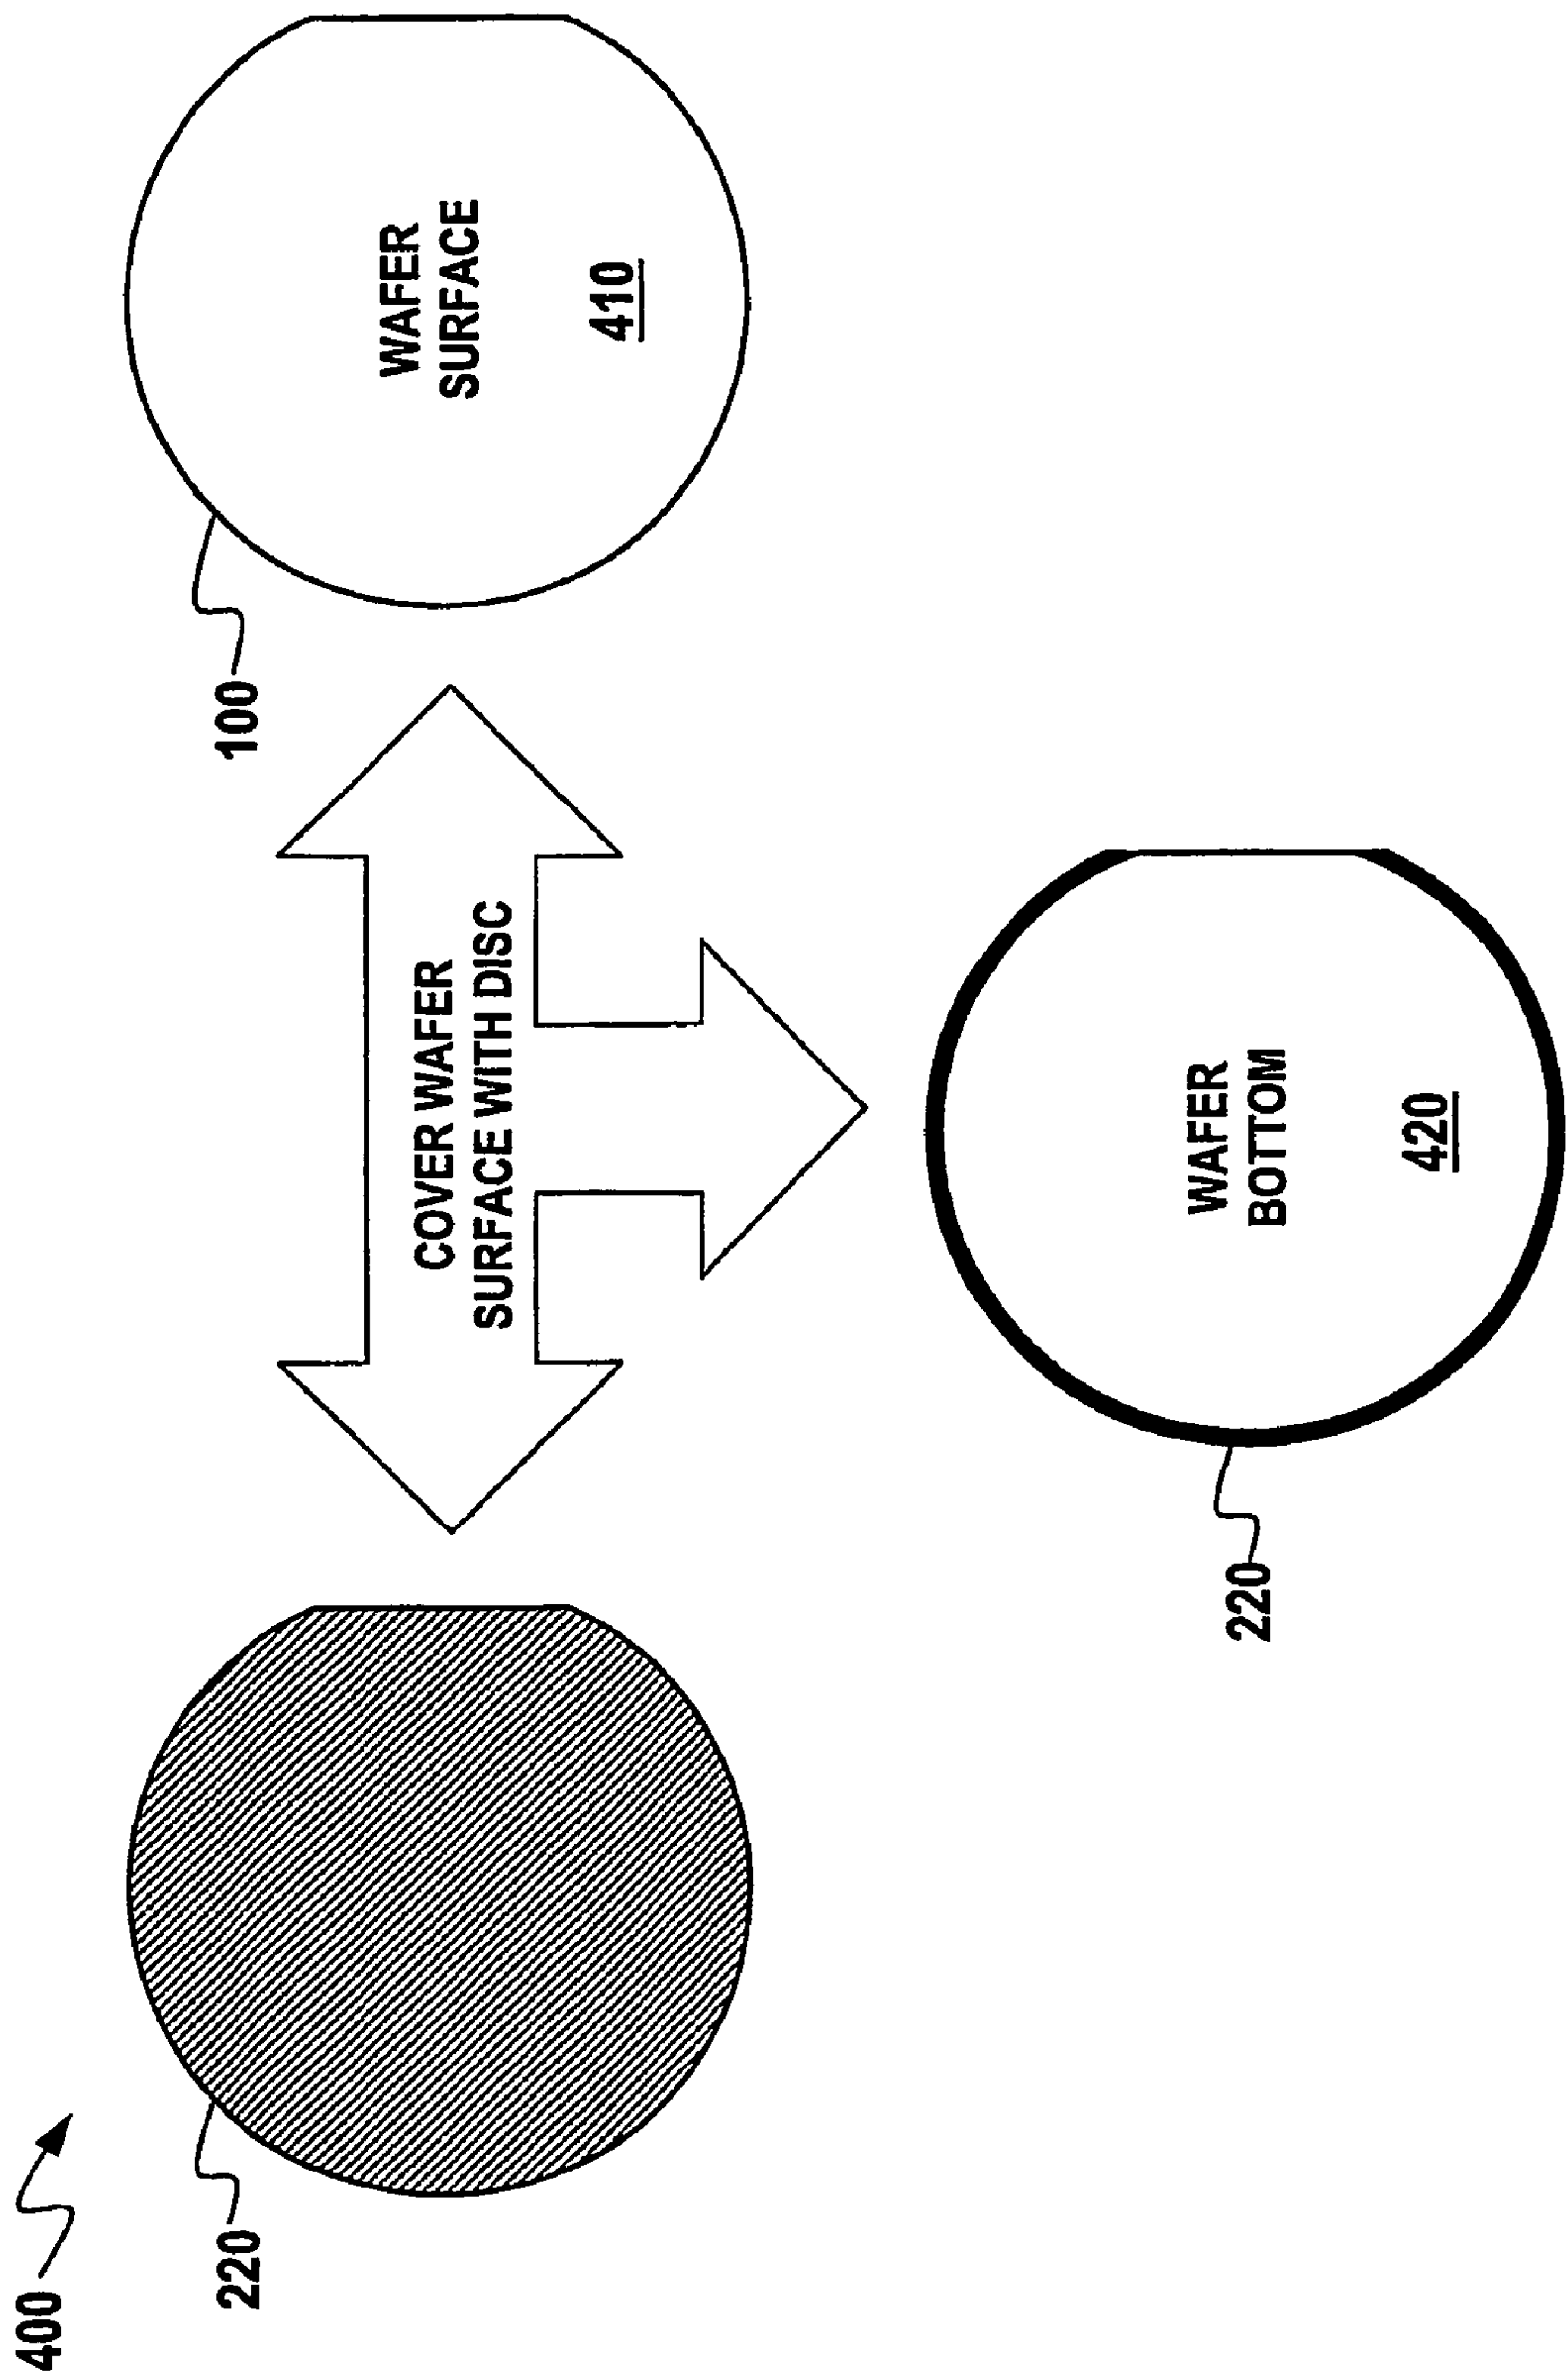 400
220
COVER WAFER
SURFACE WITH DISC
100
WAFER
SURFACE
410
220
WAFER
BOTTOM
420